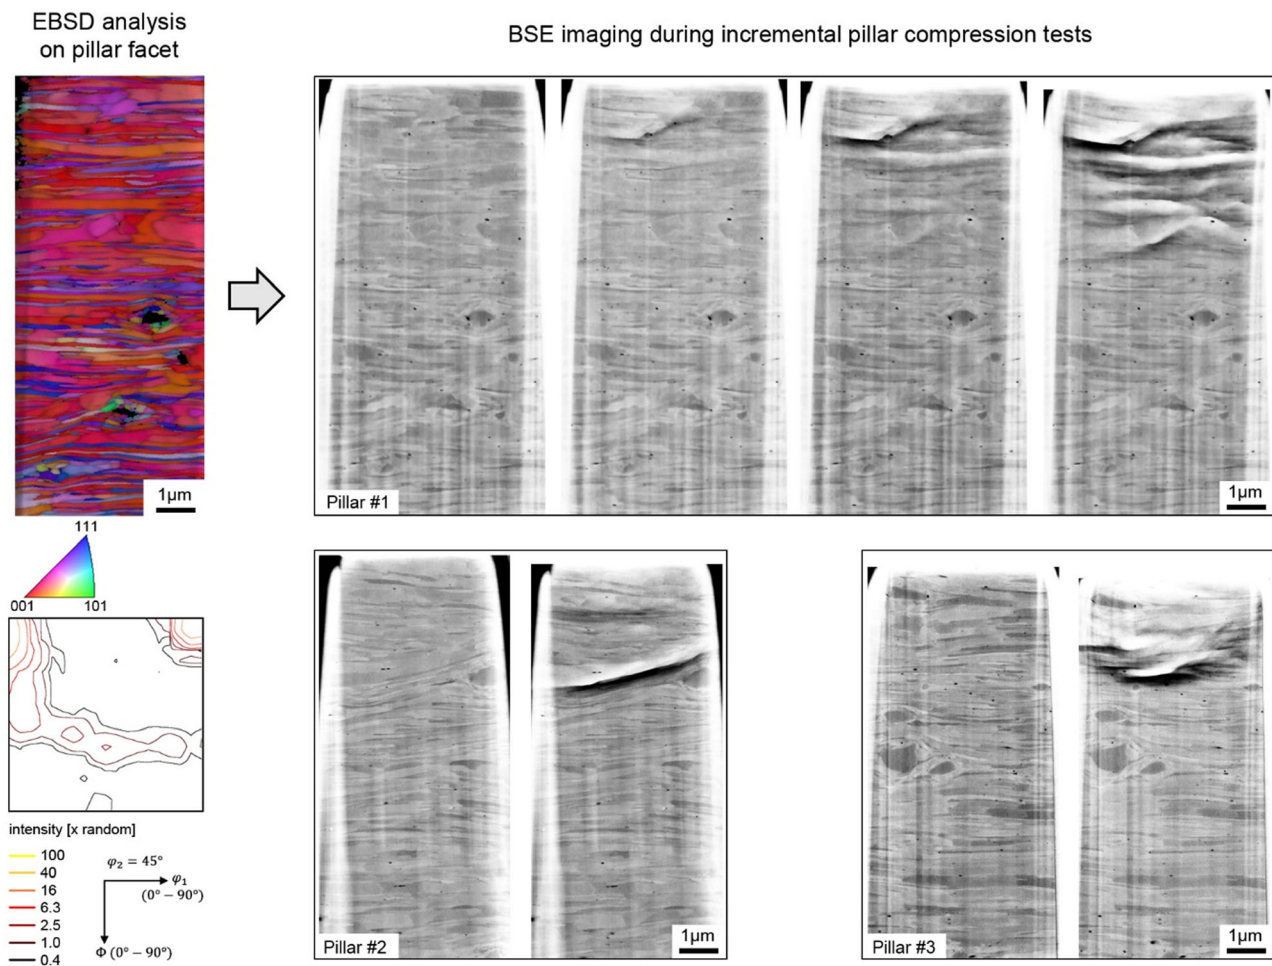 EBSD analysis
on pillar facet
BSE imaging during incremental pillar compression tests
1µm
111
001
101
Pillar #1
1µm
intensity [x random]
100
40
16
6.3
2.5
1.0
0.4
φ₂ = 45°
φ₁
(0° − 90°)
Φ (0° − 90°)
Pillar #2
1µm
Pillar #3
1µm